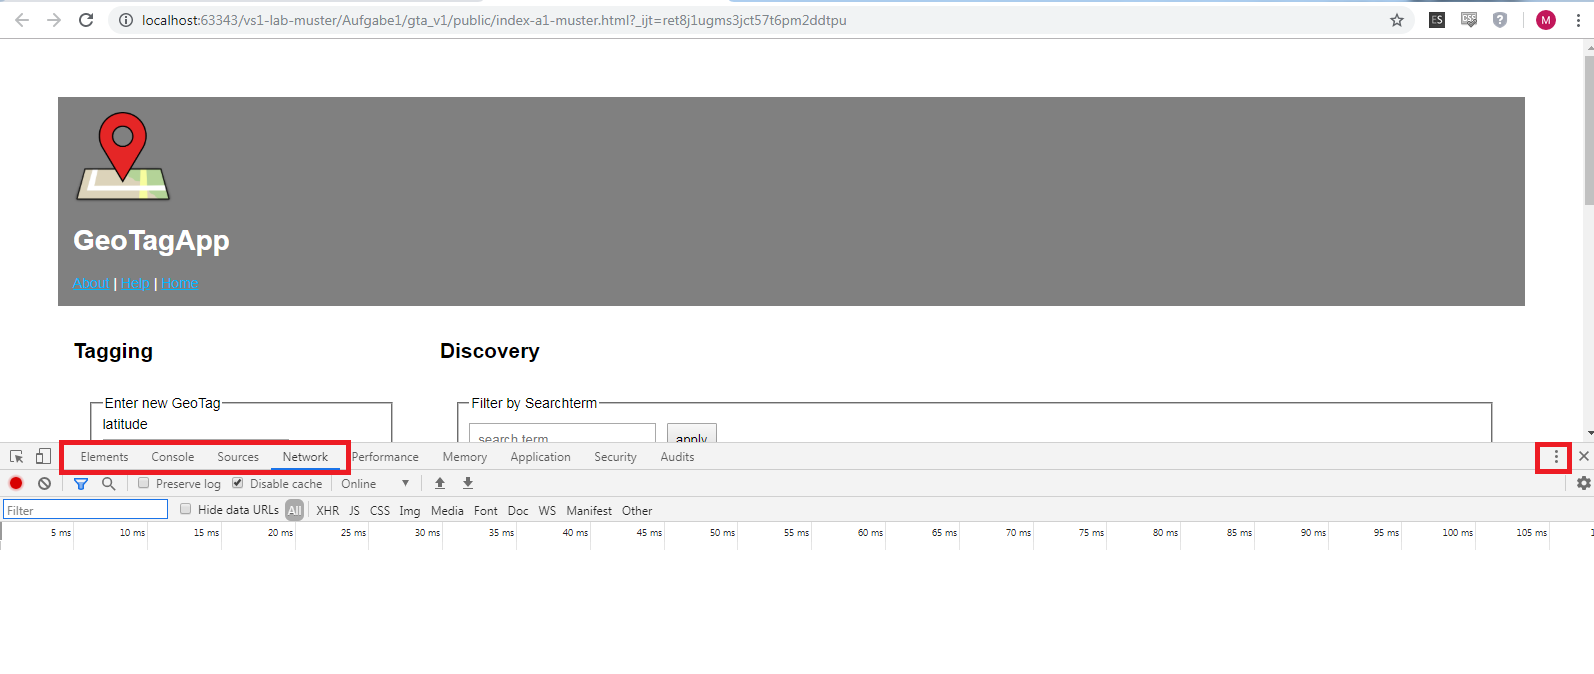 localhost:63343/vs1-lab-muster/Aufgabe1/gta_v1/public/index-a1-muster.html?_ijt=ret8j1ugms3jct57t6pm2ddtpu ES CSE ? M
GeoTagApp
About | Help | Home
Tagging Discovery
Enter new GeoTag Filter by Searchterm
latitude
search term apply
Elements Console Sources Network Performance Memory Application Security Audits
Preserve log Disable cache Online
Filter Hide data URLs All XHR JS CSS Img Media Font Doc WS Manifest Other
5 ms 10 ms 15 ms 20 ms 25 ms 30 ms 35 ms 40 ms 45 ms 50 ms 55 ms 60 ms 65 ms 70 ms 75 ms 80 ms 85 ms 90 ms 95 ms 100 ms 105 ms